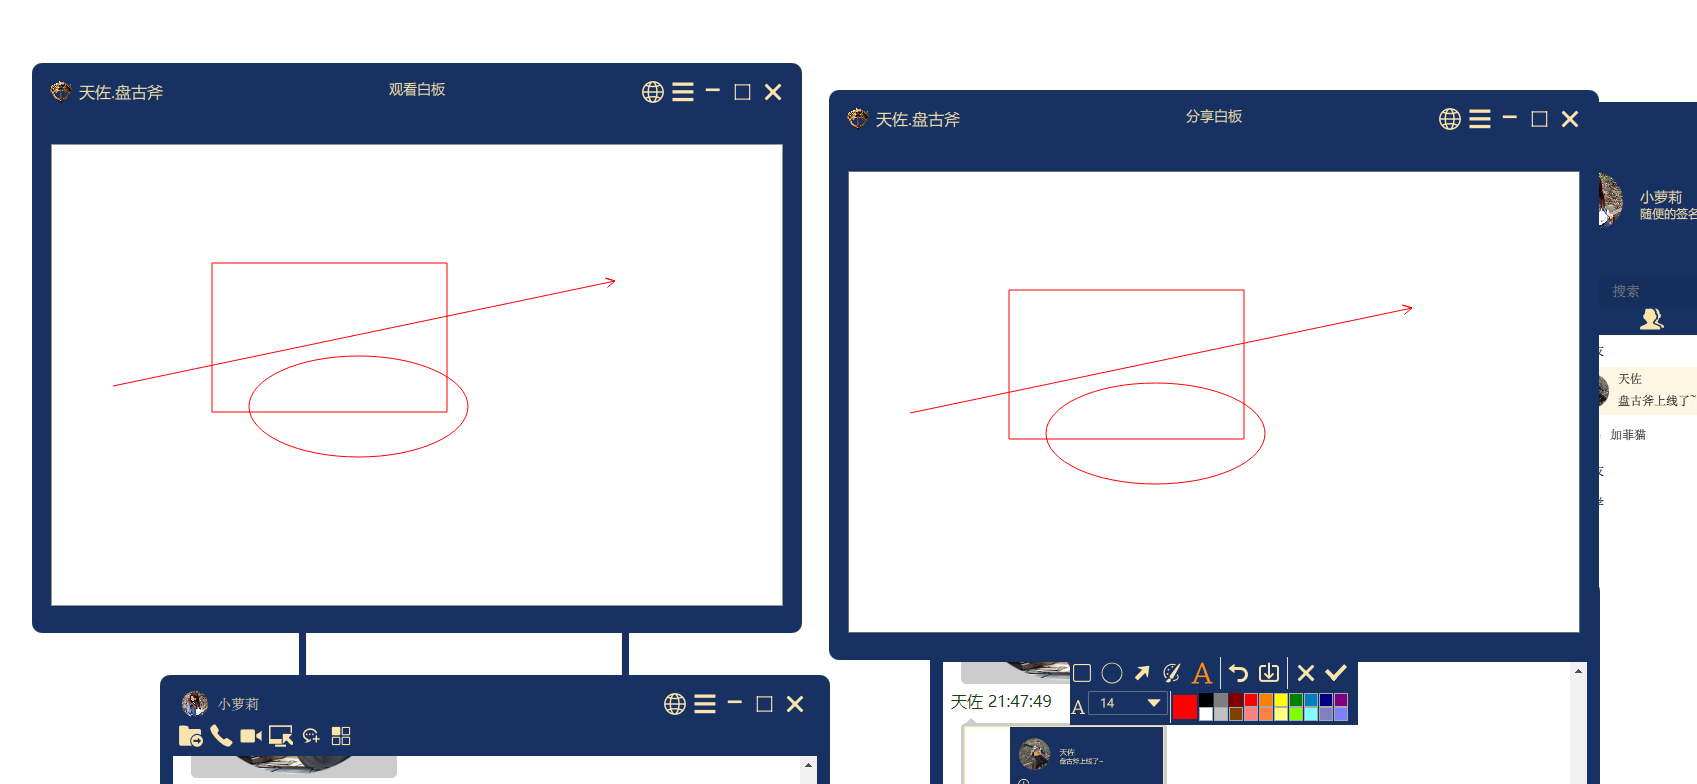 天佐.盘古斧
观看白板
天佐.盘古斧
分享白板
小萝莉
随便的签名
搜索
友
天佐
盘古斧上线了~
加菲猫
友
小萝莉
天佐 21:47:49
A
A
14
天佐
盘古斧上线了~